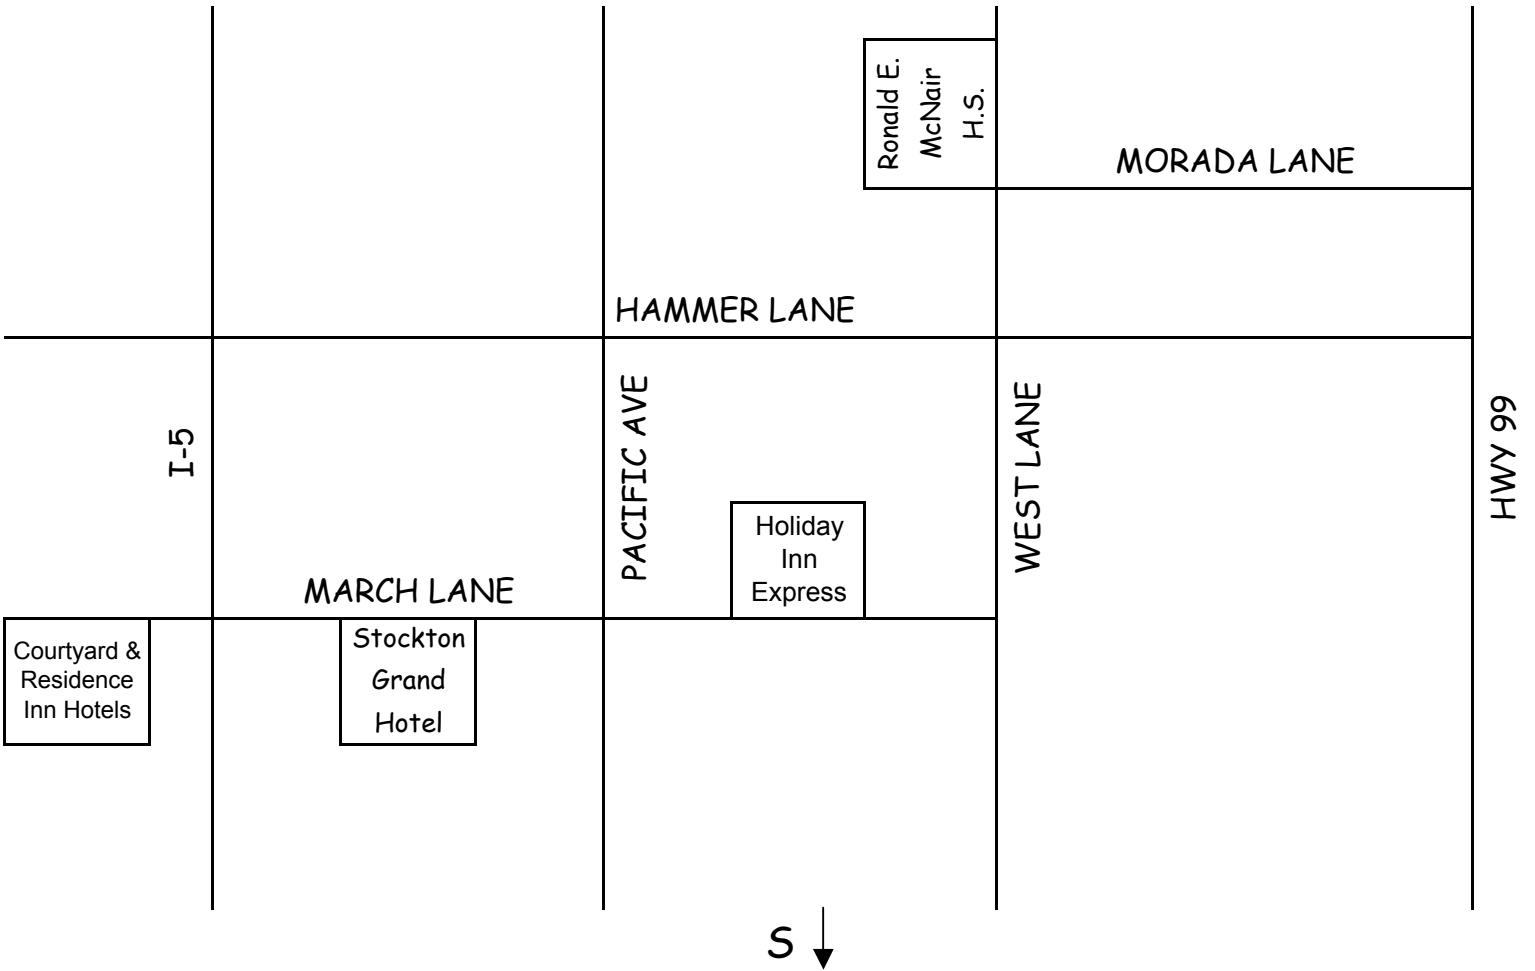 Ronald E.
McNair
H.S.
MORADA LANE
HAMMER LANE
I-5
PACIFIC AVE
WEST LANE
HWY 99
Holiday
Inn
Express
MARCH LANE
Courtyard &
Residence
Inn Hotels
Stockton
Grand
Hotel
S